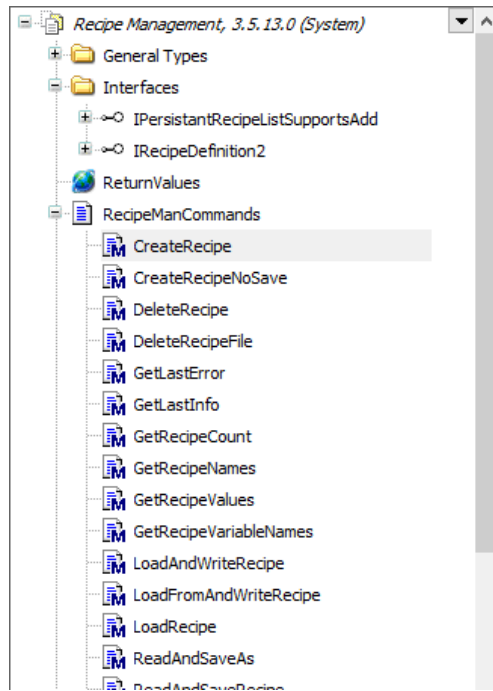 Recipe Management, 3.5.13.0 (System)
General Types
Interfaces
IPersistantRecipeListSupportsAdd
IRecipeDefinition2
ReturnValues
RecipeManCommands
CreateRecipe
CreateRecipeNoSave
DeleteRecipe
DeleteRecipeFile
GetLastError
GetLastInfo
GetRecipeCount
GetRecipeNames
GetRecipeValues
GetRecipeVariableNames
LoadAndWriteRecipe
LoadFromAndWriteRecipe
LoadRecipe
ReadAndSaveAs
ReadAndSaveRecipe